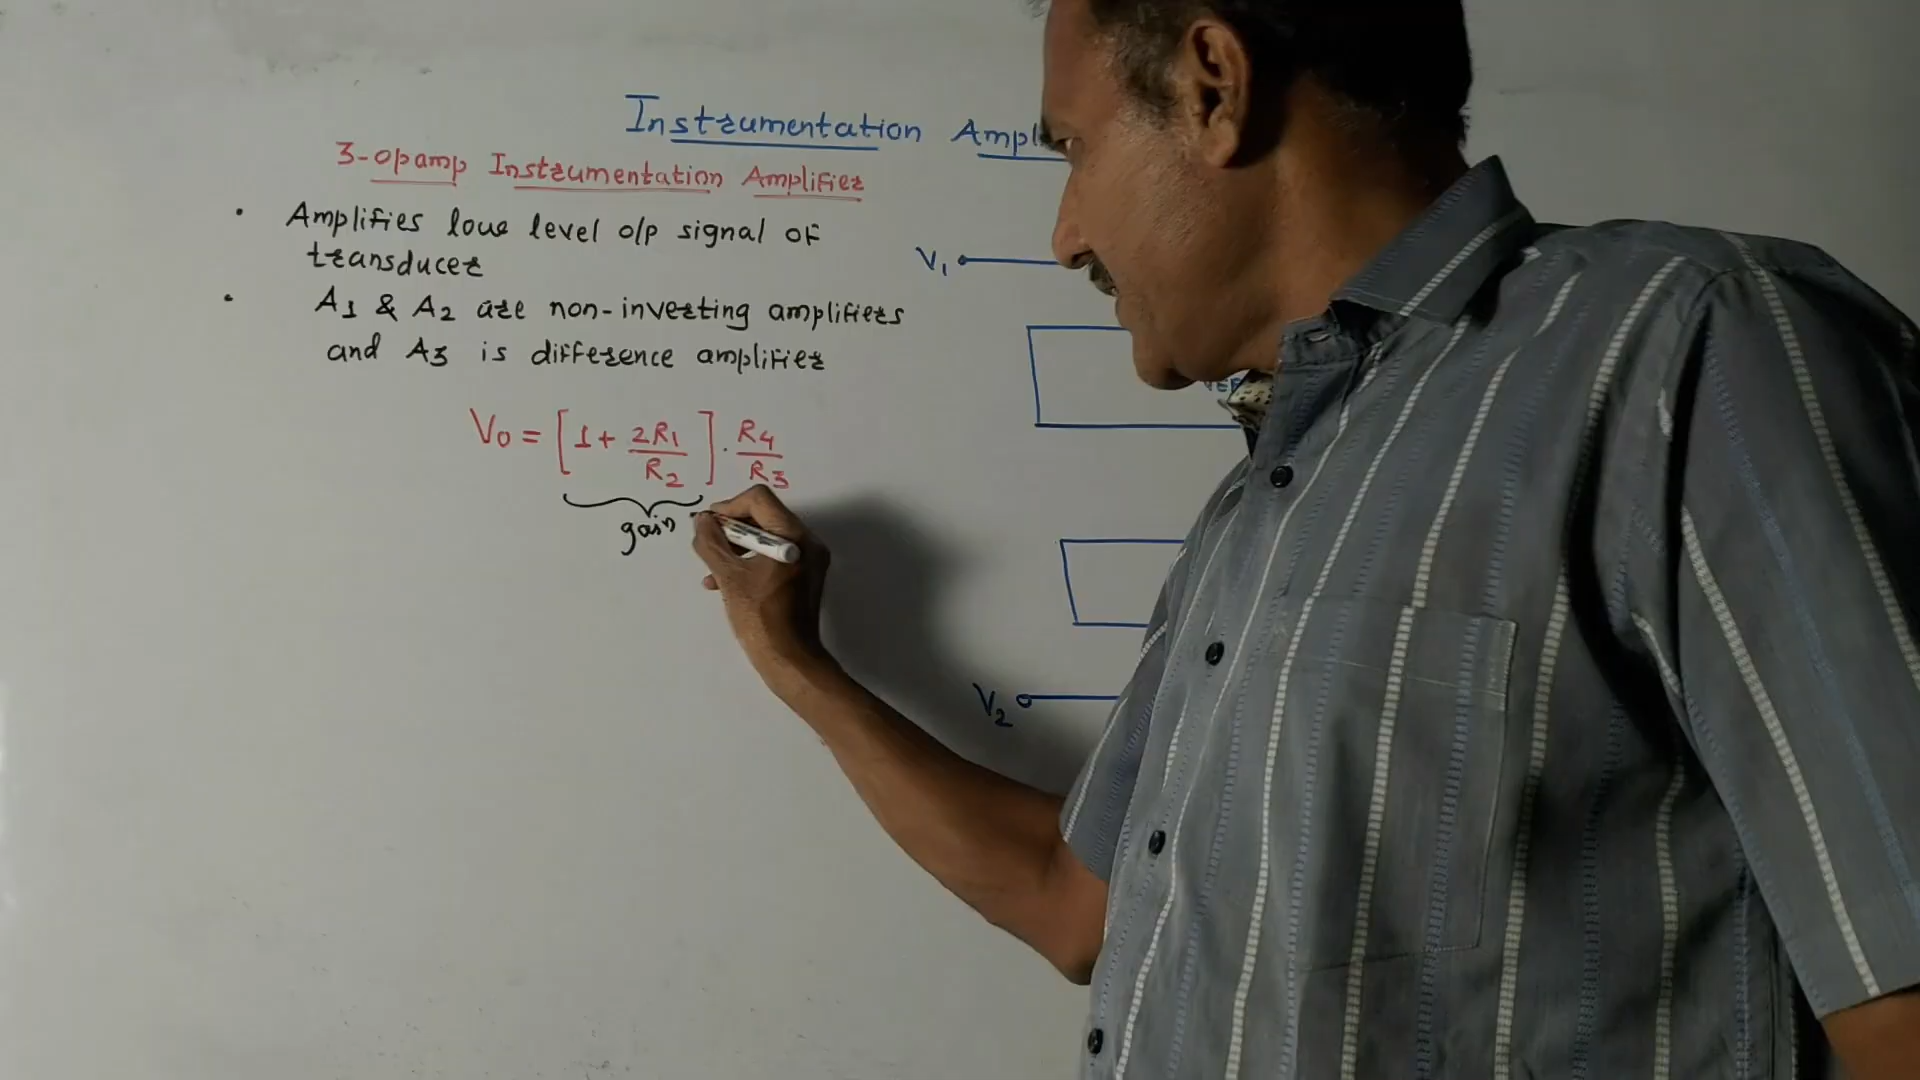 Instrumentation Ampl
3-opamp Instrumentation Amplifier
• Amplifies low level o/p signal of
transducer
• A1 & A2 are non-inverting amplifiers
and A3 is difference amplifier
V0 = [1 + 2R1/R2] . R4/R3
gain
V1
V2